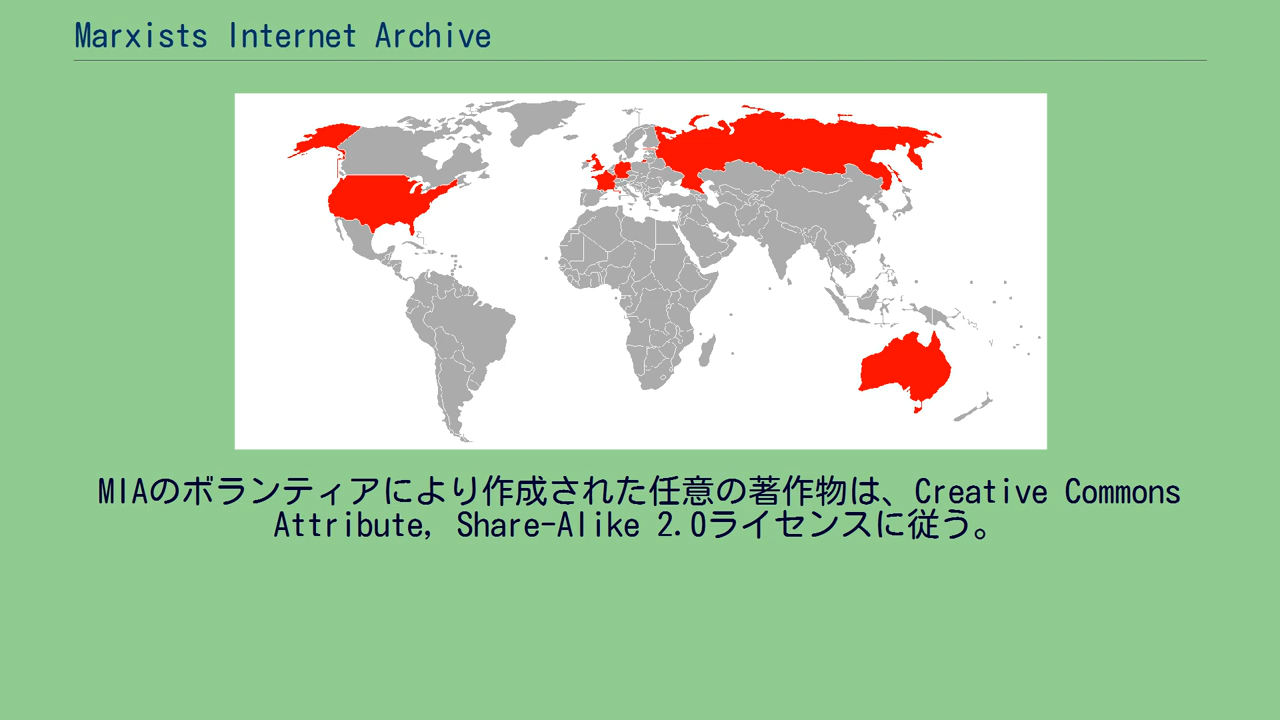 Marxists Internet Archive
MIAのボランティアにより作成された任意の著作物は、Creative Commons
Attribute, Share-Alike 2.0ライセンスに従う。